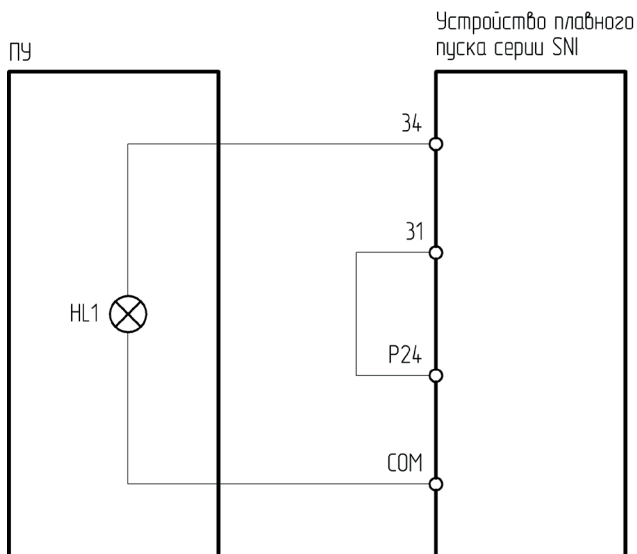 Устройство плавного
пуска серии SNI
ПУ
34
31
HL1
P24
COM